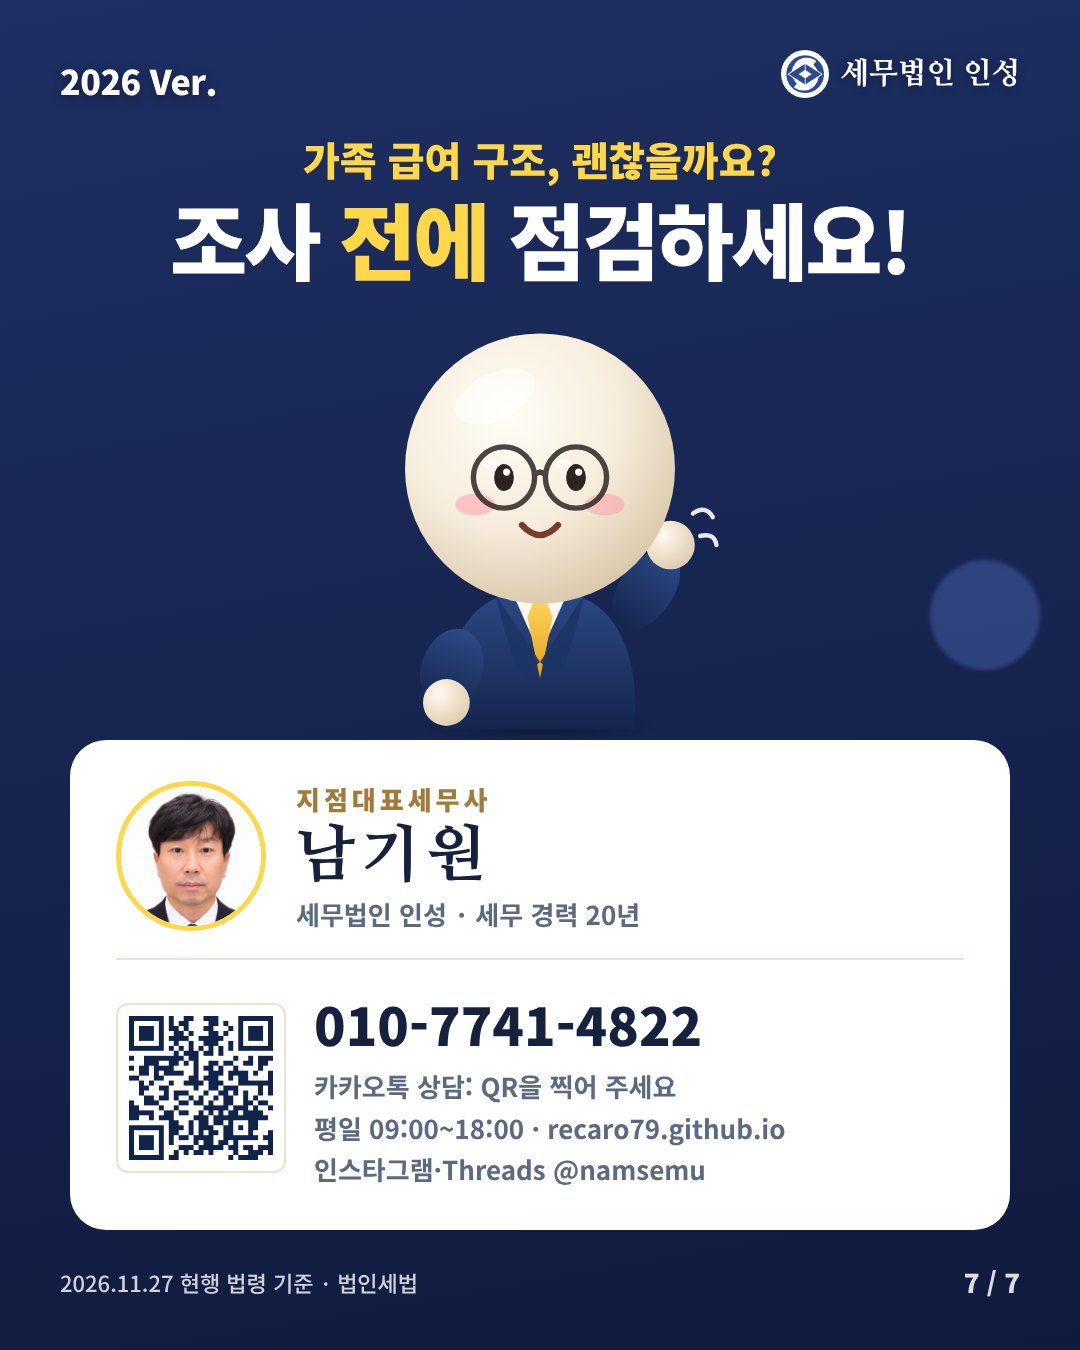 2026 Ver.
세무법인 인성
가족 급여 구조, 괜찮을까요?
조사 전에 점검하세요!
지점대표세무사
남기원
세무법인 인성 · 세무 경력 20년
010-7741-4822
카카오톡 상담: QR을 찍어 주세요
평일 09:00~18:00 · recaro79.github.io
인스타그램·Threads @namsemu
2026.11.27 현행 법령 기준 · 법인세법
7 / 7